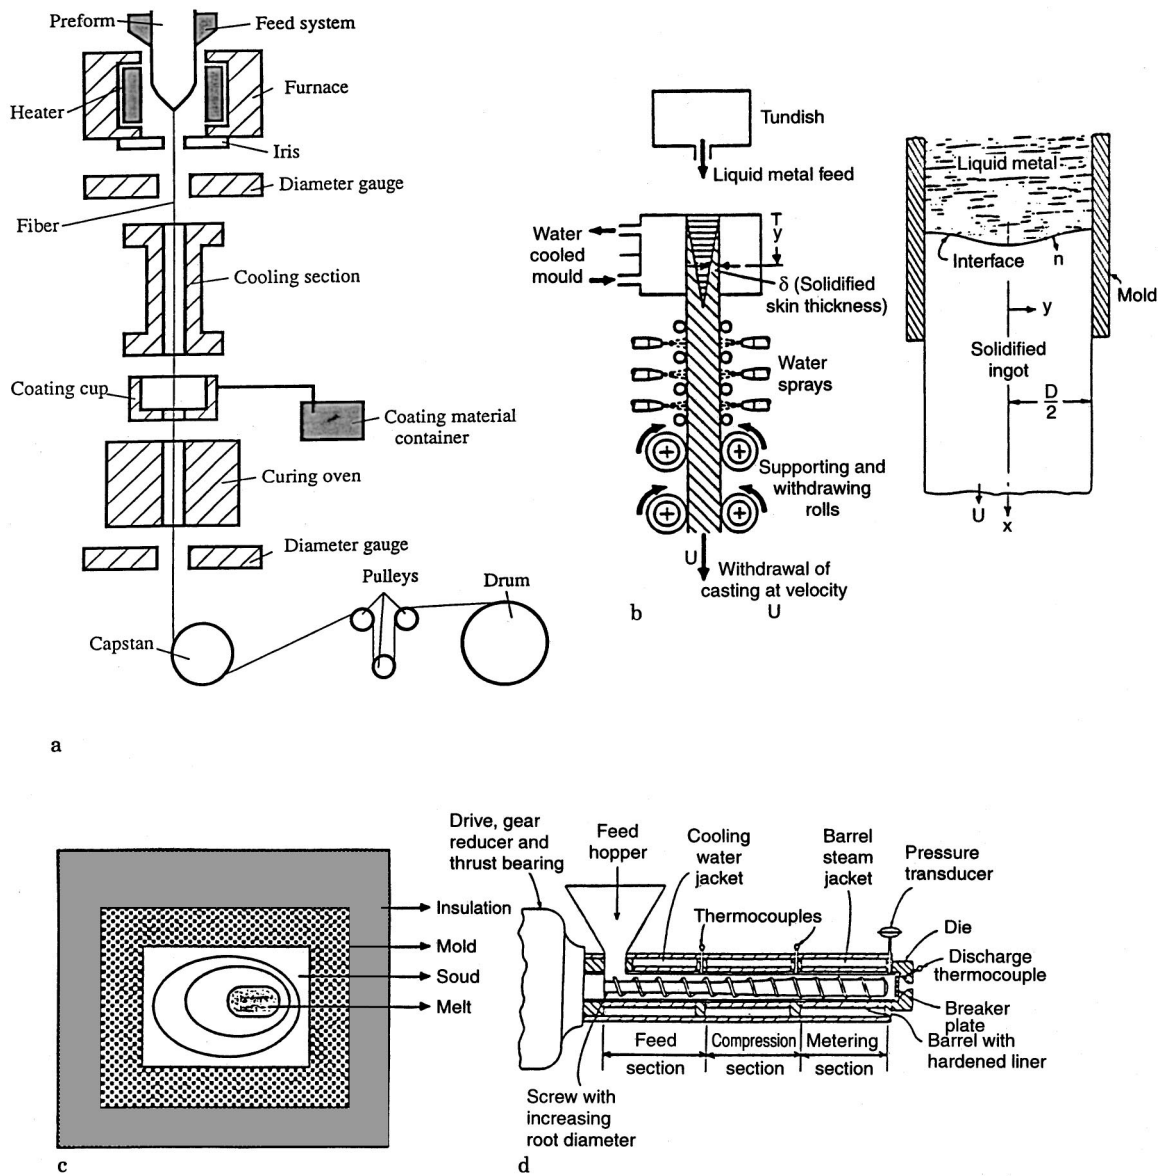 Preform
Feed system
Heater
Furnace
Iris
Diameter gauge
Fiber
Cooling section
Coating cup
Coating material
container
Curing oven
Diameter gauge
Pulleys
Drum
Capstan
a
Tundish
Liquid metal feed
Water
cooled
mould
y
δ (Solidified
skin thickness)
Water
sprays
Supporting and
withdrawing
rolls
U
Withdrawal of
casting at velocity
U
b
Liquid metal
Interface
n
Mold
y
Solidified
ingot
D
2
U
x
Insulation
Mold
Soud
Melt
c
Drive, gear
reducer and
thrust bearing
Feed
hopper
Cooling
water
jacket
Barrel
steam
jacket
Pressure
transducer
Thermocouples
Die
Discharge
thermocouple
Breaker
plate
Barrel with
hardened liner
Feed
section
Compression
section
Metering
section
Screw with
increasing
root diameter
d